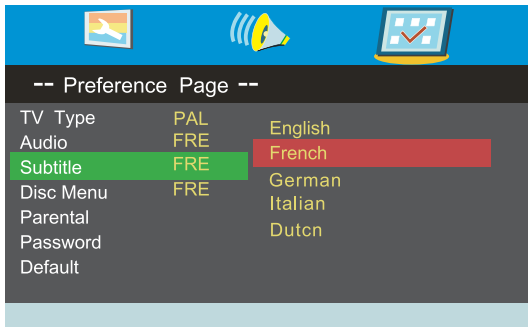 -- Preference Page --
TV Type PAL
Audio FRE
Subtitle FRE
Disc Menu FRE
Parental
Password
Default
English
French
German
Italian
Dutcn